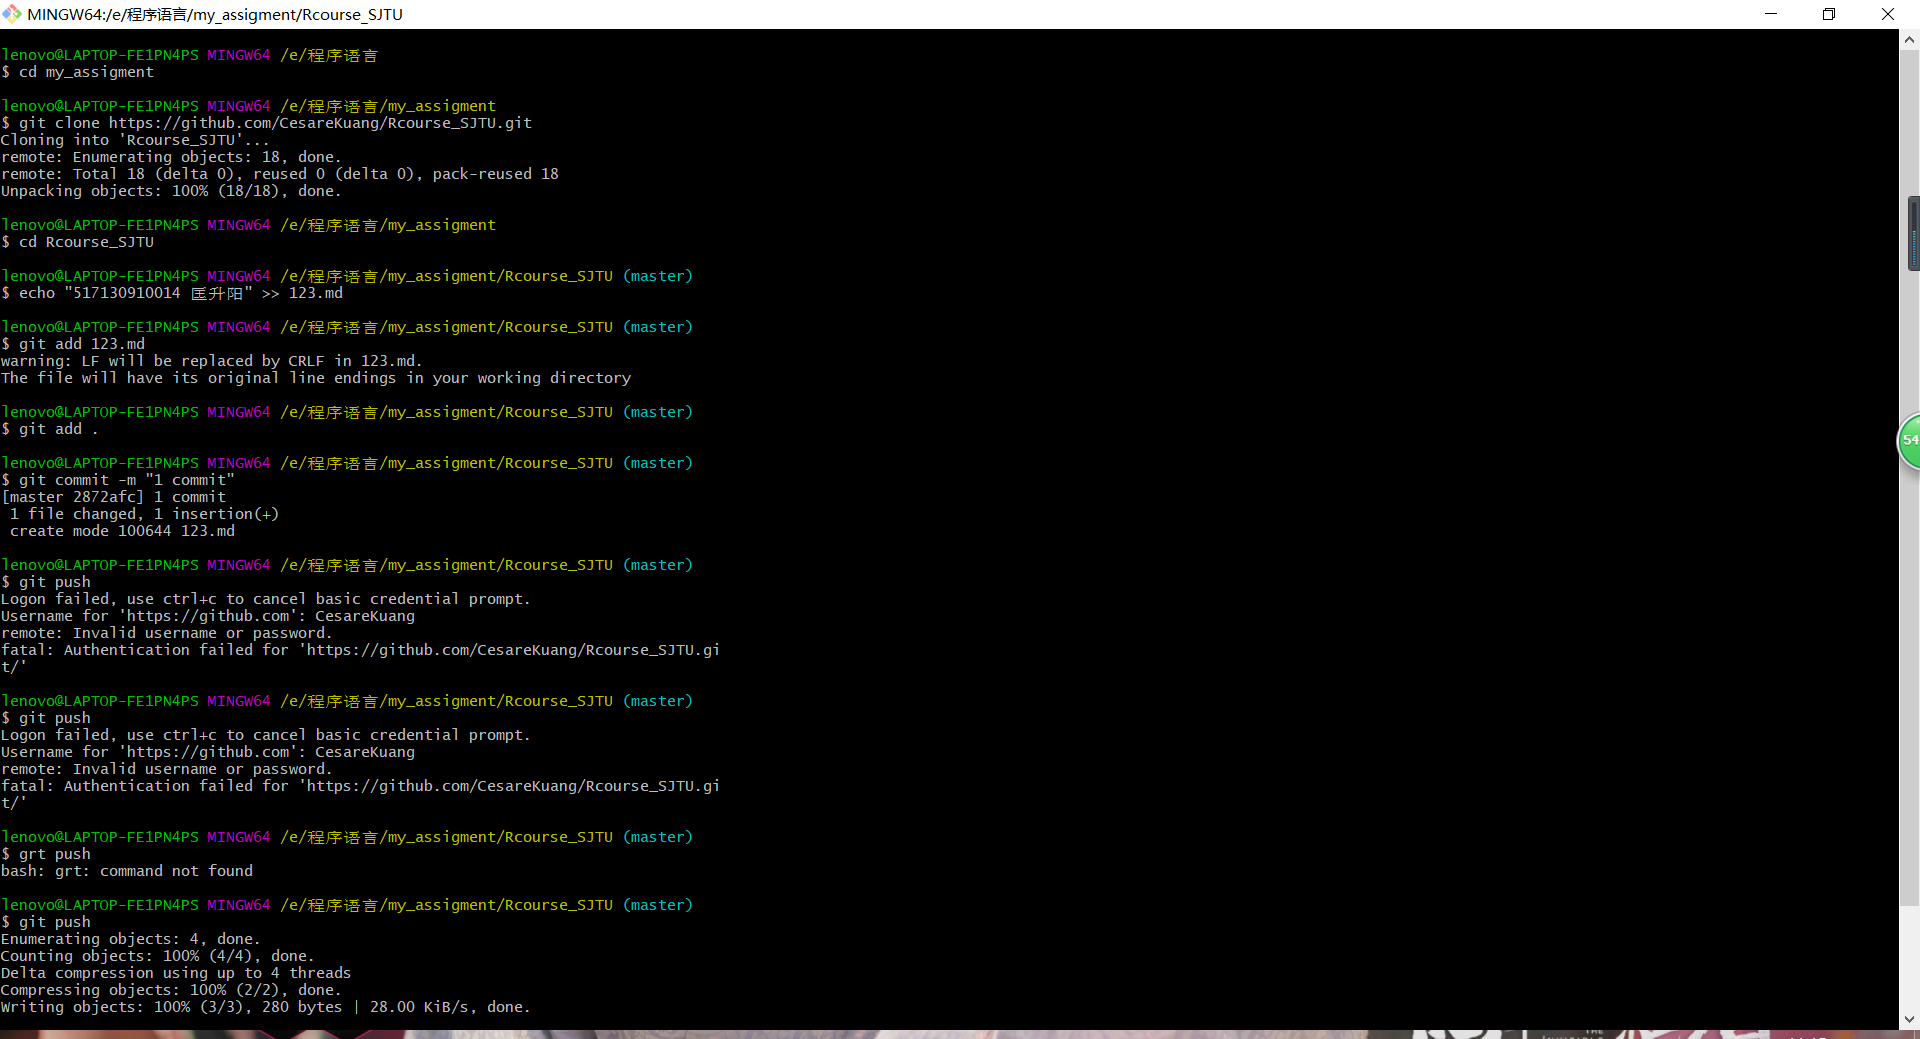 MINGW64:/e/程序语言/my_assigment/Rcourse_SJTU
lenovo@LAPTOP-FE1PN4PS MINGW64 /e/程序语言
$ cd my_assigment
lenovo@LAPTOP-FE1PN4PS MINGW64 /e/程序语言/my_assigment
$ git clone https://github.com/CesareKuang/Rcourse_SJTU.git
Cloning into 'Rcourse_SJTU'...
remote: Enumerating objects: 18, done.
remote: Total 18 (delta 0), reused 0 (delta 0), pack-reused 18
Unpacking objects: 100% (18/18), done.
lenovo@LAPTOP-FE1PN4PS MINGW64 /e/程序语言/my_assigment
$ cd Rcourse_SJTU
lenovo@LAPTOP-FE1PN4PS MINGW64 /e/程序语言/my_assigment/Rcourse_SJTU (master)
$ echo "517130910014 匡升阳" >> 123.md
lenovo@LAPTOP-FE1PN4PS MINGW64 /e/程序语言/my_assigment/Rcourse_SJTU (master)
$ git add 123.md
warning: LF will be replaced by CRLF in 123.md.
The file will have its original line endings in your working directory
lenovo@LAPTOP-FE1PN4PS MINGW64 /e/程序语言/my_assigment/Rcourse_SJTU (master)
$ git add .
lenovo@LAPTOP-FE1PN4PS MINGW64 /e/程序语言/my_assigment/Rcourse_SJTU (master)
$ git commit -m "1 commit"
[master 2872afc] 1 commit
1 file changed, 1 insertion(+)
create mode 100644 123.md
lenovo@LAPTOP-FE1PN4PS MINGW64 /e/程序语言/my_assigment/Rcourse_SJTU (master)
$ git push
Logon failed, use ctrl+c to cancel basic credential prompt.
Username for 'https://github.com': CesareKuang
remote: Invalid username or password.
fatal: Authentication failed for 'https://github.com/CesareKuang/Rcourse_SJTU.gi
t/'
lenovo@LAPTOP-FE1PN4PS MINGW64 /e/程序语言/my_assigment/Rcourse_SJTU (master)
$ git push
Logon failed, use ctrl+c to cancel basic credential prompt.
Username for 'https://github.com': CesareKuang
remote: Invalid username or password.
fatal: Authentication failed for 'https://github.com/CesareKuang/Rcourse_SJTU.gi
t/'
lenovo@LAPTOP-FE1PN4PS MINGW64 /e/程序语言/my_assigment/Rcourse_SJTU (master)
$ grt push
bash: grt: command not found
lenovo@LAPTOP-FE1PN4PS MINGW64 /e/程序语言/my_assigment/Rcourse_SJTU (master)
$ git push
Enumerating objects: 4, done.
Counting objects: 100% (4/4), done.
Delta compression using up to 4 threads
Compressing objects: 100% (2/2), done.
Writing objects: 100% (3/3), 280 bytes | 28.00 KiB/s, done.
54